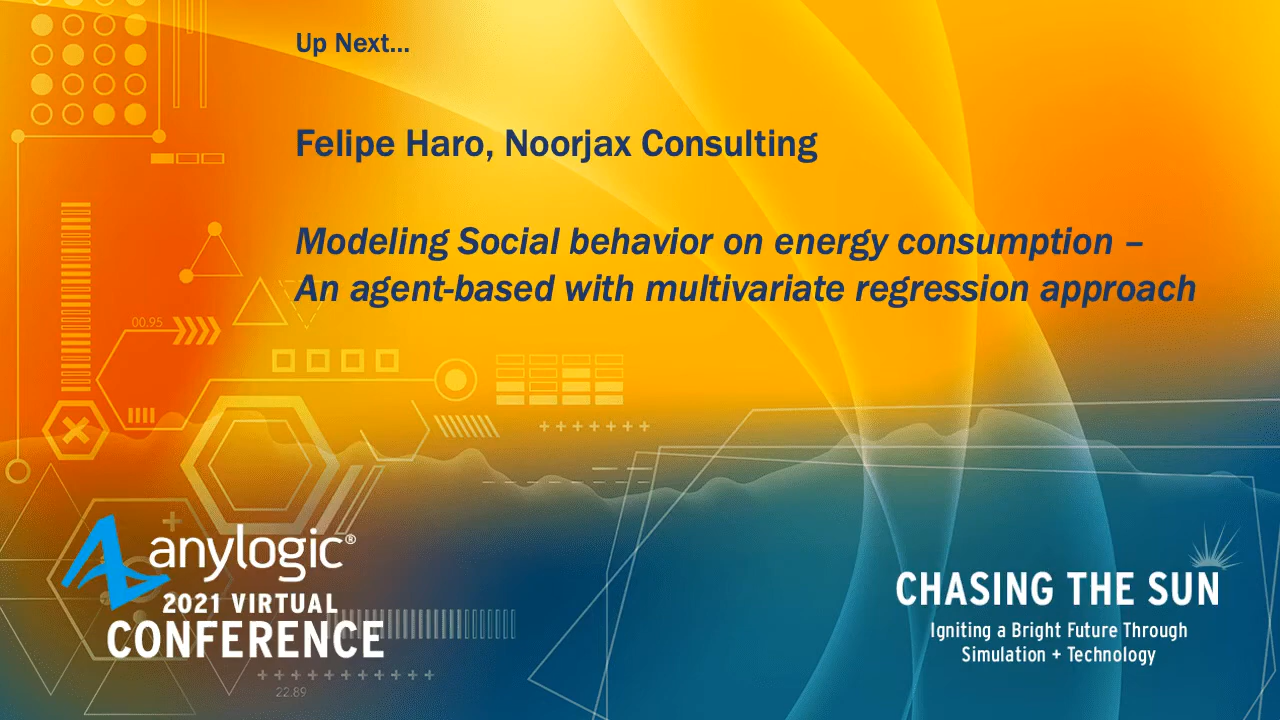 Up Next...
Felipe Haro, Noorjax Consulting
Modeling Social behavior on energy consumption –
An agent-based with multivariate regression approach
00.95
anylogic®
2021 VIRTUAL
CONFERENCE
22.89
CHASING THE SUN
Igniting a Bright Future Through
Simulation + Technology